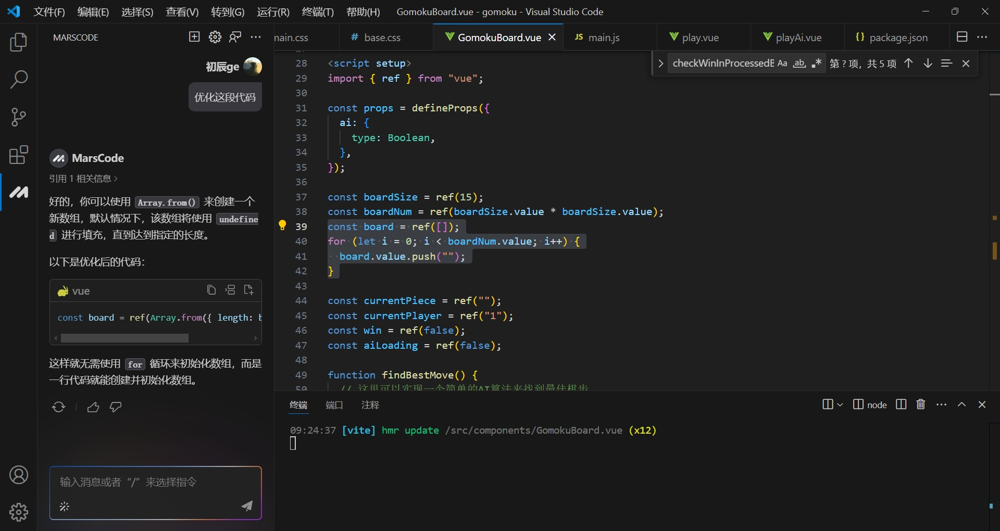 文件(F) 编辑(E) 选择(S) 查看(V) 转到(G) 运行(R) 终端(T) 帮助(H) GomokuBoard.vue - gomoku - Visual Studio Code
MARSCODE
初辰ge
优化这段代码
MarsCode
引用 1 相关信息 >
好的，你可以使用 Array.from() 来创建一个
新数组，默认情况下，该数组将使用 undefine
d 进行填充，直到达到指定的长度。
以下是优化后的代码：
vue
const board = ref(Array.from({ length: b
这样就无需使用 for 循环来初始化数组，而是
一行代码就能创建并初始化数组。
输入消息或者 “/” 来选择指令
main.css # base.css GomokuBoard.vue JS main.js play.vue playAi.vue {} package.json
checkWinInProcessedB Aa ab .* 第 ? 项, 共 5 项
28 <script setup>
29 import { ref } from "vue";
30
31 const props = defineProps({
32 ai: {
33 type: Boolean,
34 },
35 });
36
37 const boardSize = ref(15);
38 const boardNum = ref(boardSize.value * boardSize.value);
39 const board = ref([]);
40 for (let i = 0; i < boardNum.value; i++) {
41 board.value.push("");
42 }
43
44 const currentPiece = ref("");
45 const currentPlayer = ref("1");
46 const win = ref(false);
47 const aiLoading = ref(false);
48
49 function findBestMove() {
50 // 这里可以实现一个简单的AI算法来找到最佳棋步
终端 端口 注释
node
09:24:37 [vite] hmr update /src/components/GomokuBoard.vue (x12)